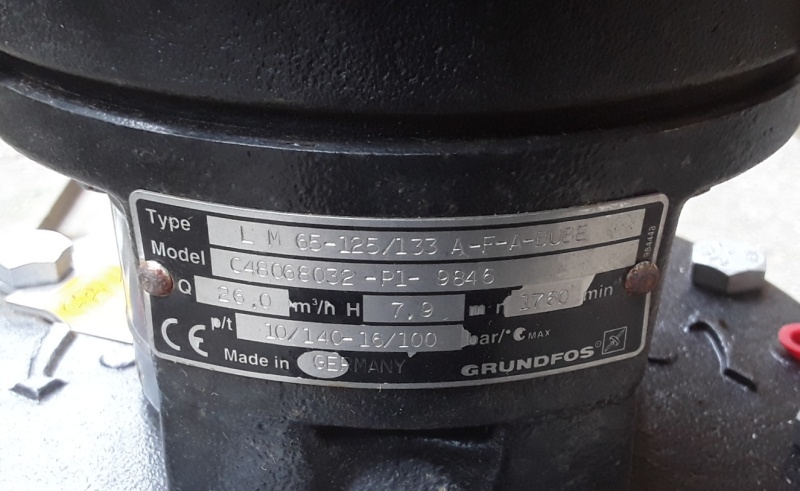 Type L M 65-125/133 A-F-A-BUBE
Model C48068032 -P1- 9846
Q 26.0 m³/h H 7.9 m n 1760 min
p/t 10/140-16/100 bar/°C MAX
CE Made in GERMANY GRUNDFOS